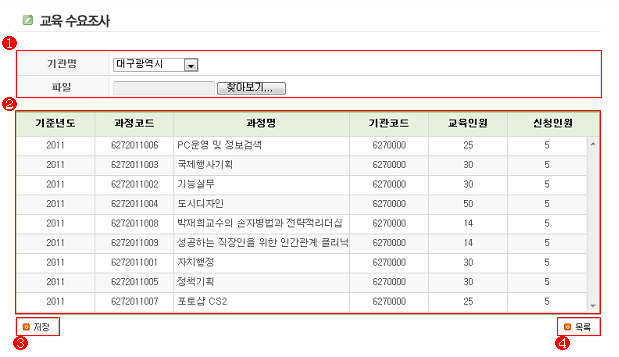 교육 수요조사
1
기관명 대구광역시
파일 찾아보기...
2
기준년도 과정코드 과정명 기관코드 교육인원 신청인원
2011 6272011006 PC운영 및 정보검색 6270000 25 5
2011 6272011003 국제행사기획 6270000 30 5
2011 6272011002 기능실무 6270000 30 5
2011 6272011004 도시디자인 6270000 50 5
2011 6272011008 박재희교수의 손자병법과 전략적리더십 6270000 14 5
2011 6272011009 성공하는 직장인을 위한 인간관계 클리닉 6270000 14 5
2011 6272011001 자치행정 6270000 30 5
2011 6272011005 정책기획 6270000 30 5
2011 6272011007 포토샵 CS2 6270000 25 5
저장 목록
3 4